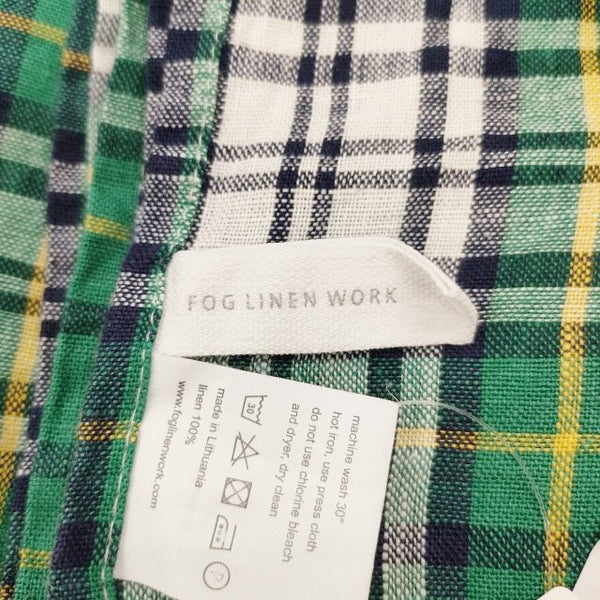 FOG LINEN WORK
machine wash 30°
hot iron, use press cloth
do not use chlorine bleach
and dryer, dry clean
30
P
made in Lithuania
linen 100%
www.foglinenwork.com